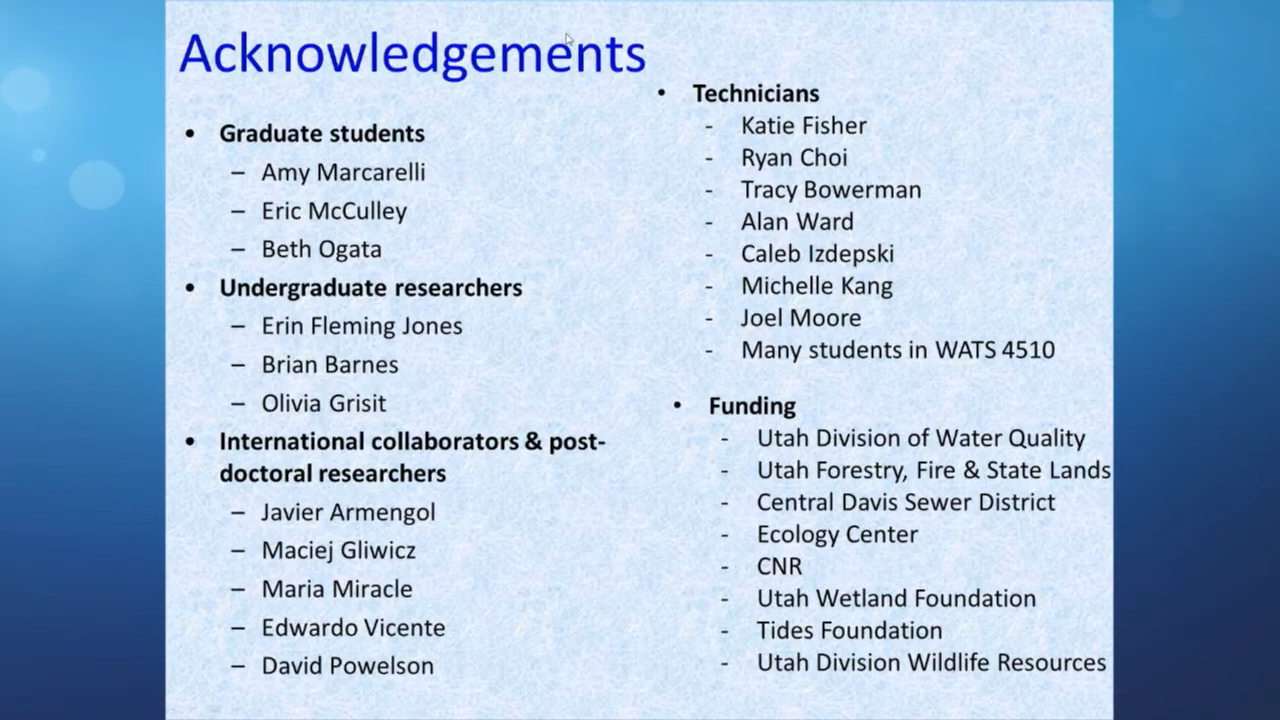 Acknowledgements
• Graduate students
– Amy Marcarelli
– Eric McCulley
– Beth Ogata
• Undergraduate researchers
– Erin Fleming Jones
– Brian Barnes
– Olivia Grisit
• International collaborators & post-
doctoral researchers
– Javier Armengol
– Maciej Gliwicz
– Maria Miracle
– Edwardo Vicente
– David Powelson
• Technicians
- Katie Fisher
- Ryan Choi
- Tracy Bowerman
- Alan Ward
- Caleb Izdepski
- Michelle Kang
- Joel Moore
- Many students in WATS 4510
• Funding
- Utah Division of Water Quality
- Utah Forestry, Fire & State Lands
- Central Davis Sewer District
- Ecology Center
- CNR
- Utah Wetland Foundation
- Tides Foundation
- Utah Division Wildlife Resources